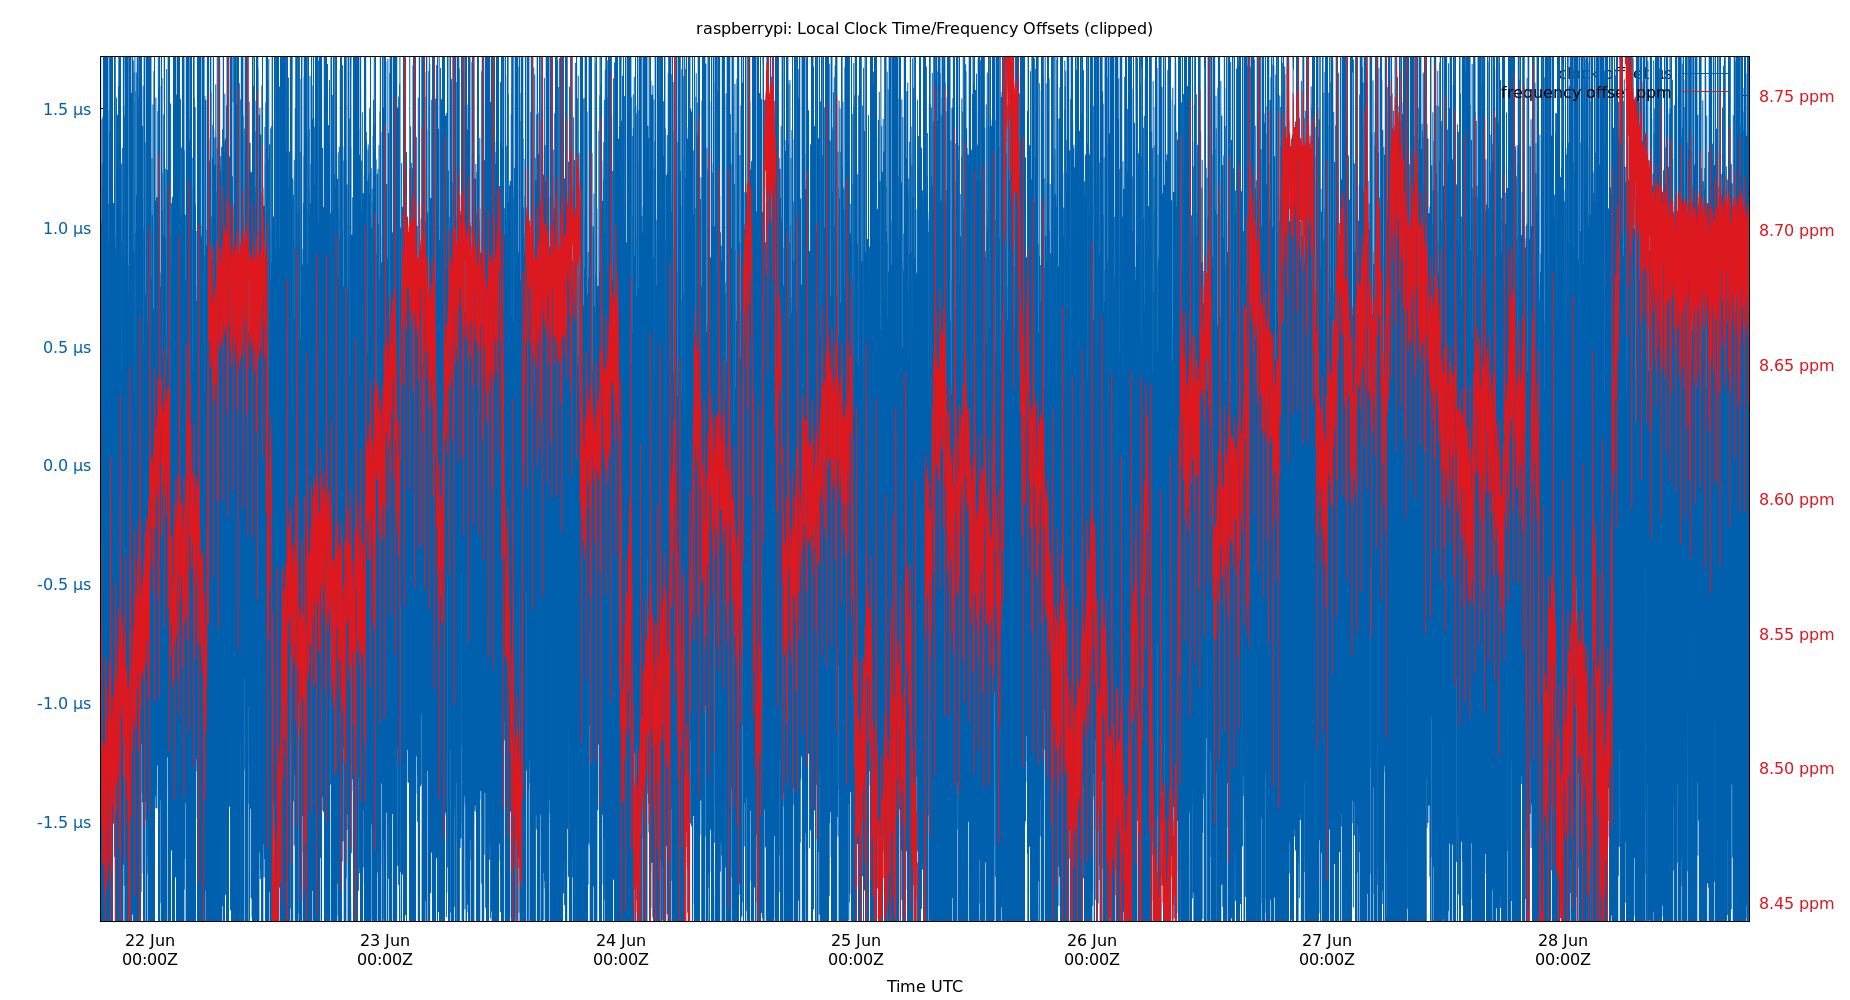 raspberrypi: Local Clock Time/Frequency Offsets (clipped)
clock offset µs
frequency offset ppm
1.5 µs
1.0 µs
0.5 µs
0.0 µs
-0.5 µs
-1.0 µs
-1.5 µs
8.75 ppm
8.70 ppm
8.65 ppm
8.60 ppm
8.55 ppm
8.50 ppm
8.45 ppm
22 Jun 23 Jun 24 Jun 25 Jun 26 Jun 27 Jun 28 Jun
00:00Z 00:00Z 00:00Z 00:00Z 00:00Z 00:00Z 00:00Z
Time UTC